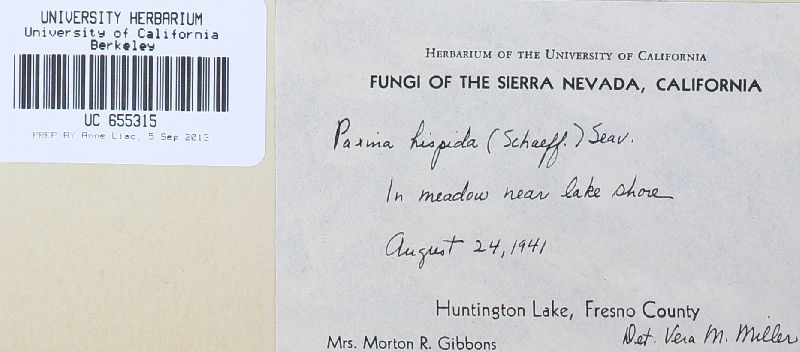 UNIVERSITY HERBARIUM
University of California
Berkeley
UC 655315
PREP BY Anne Liac, 5 Sep 2013
HERBARIUM OF THE UNIVERSITY OF CALIFORNIA
FUNGI OF THE SIERRA NEVADA, CALIFORNIA
Paxina hispida (Schaeff.) Seav.
In meadow near lake shore
August 24, 1941
Huntington Lake, Fresno County
Mrs. Morton R. Gibbons
Det. Vera M. Miller